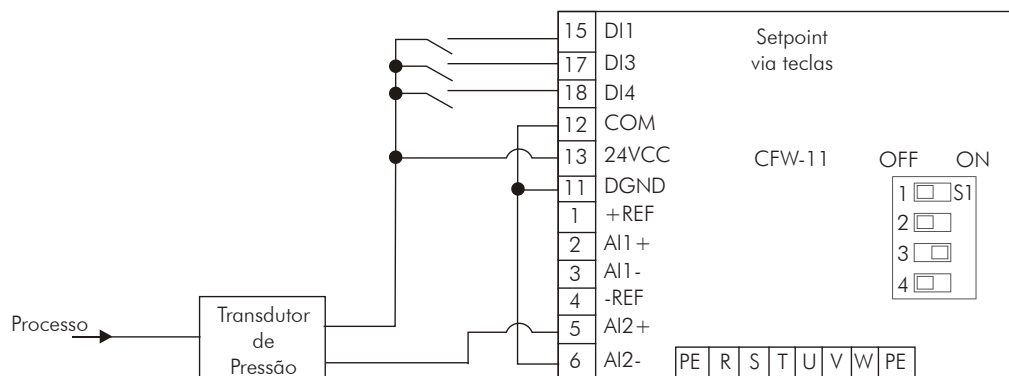 15 DI1
17 DI3
18 DI4
12 COM
13 24VCC
11 DGND
1 +REF
2 AI1+
3 AI1-
4 -REF
5 AI2+
6 AI2-
Setpoint
via teclas
CFW-11
OFF ON
1 S1
2
3
4
Processo
Transdutor
de
Pressão
PE R S T U V W PE